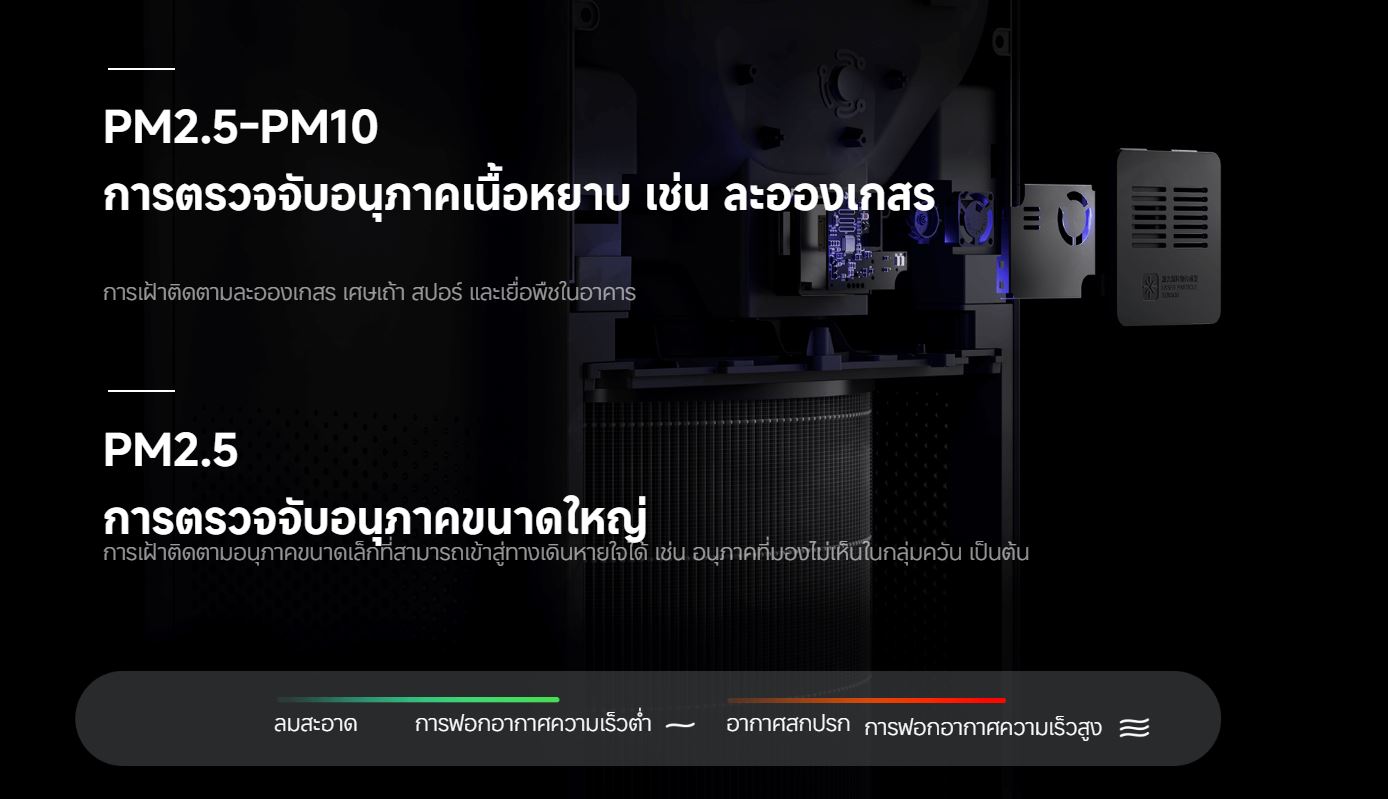 PM2.5-PM10
การตรวจจับอนุภาคเนื้อหยาบ เช่น ละอองเกสร
การเฝ้าติดตามละอองเกสร เศษเถ้า สปอร์ และเยื่อพืชในอาคาร
PM2.5
การตรวจจับอนุภาคขนาดใหญ่
การเฝ้าติดตามอนุภาคขนาดเล็กที่สามารถเข้าสู่ทางเดินหายใจได้ เช่น อนุภาคที่มองไม่เห็นในกลุ่มควัน เป็นต้น
ลมสะอาด การฟอกอากาศความเร็วต่ำ อากาศสกปรก การฟอกอากาศความเร็วสูง